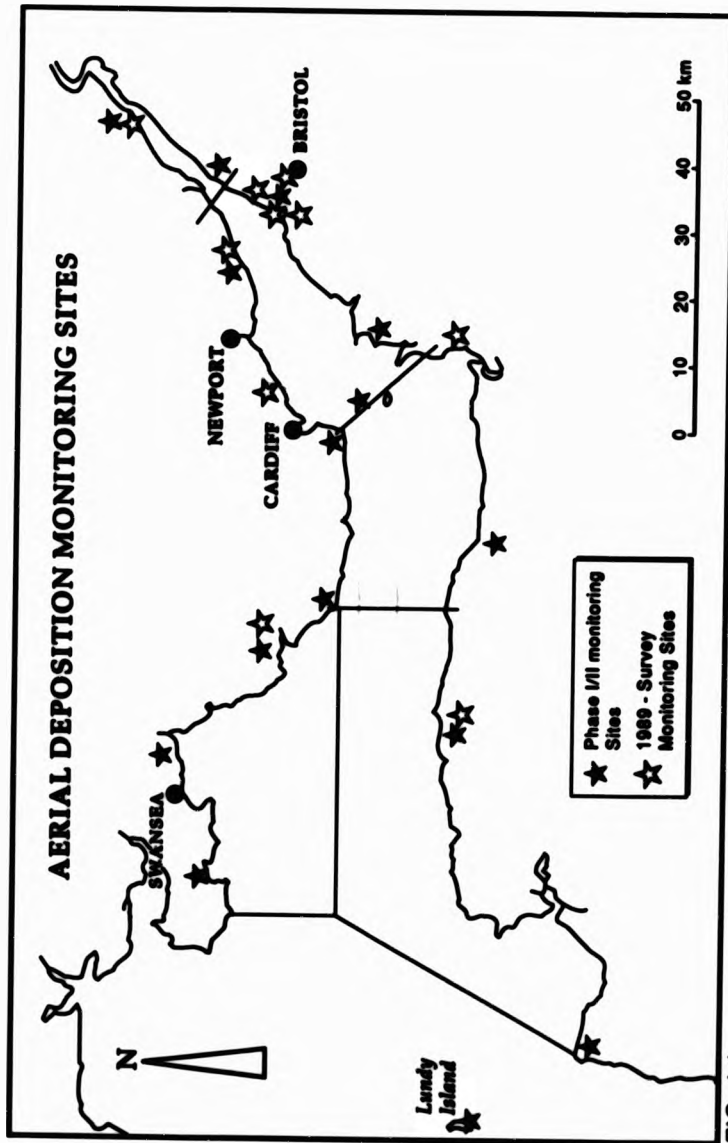 AERIAL DEPOSITION MONITORING SITES
N
SWANSEA
NEWPORT
CARDIFF
BRISTOL
Lundy
Island
Phase I/II monitoring
Sites
1989 - Survey
Monitoring Sites
0 10 20 30 40 50 km